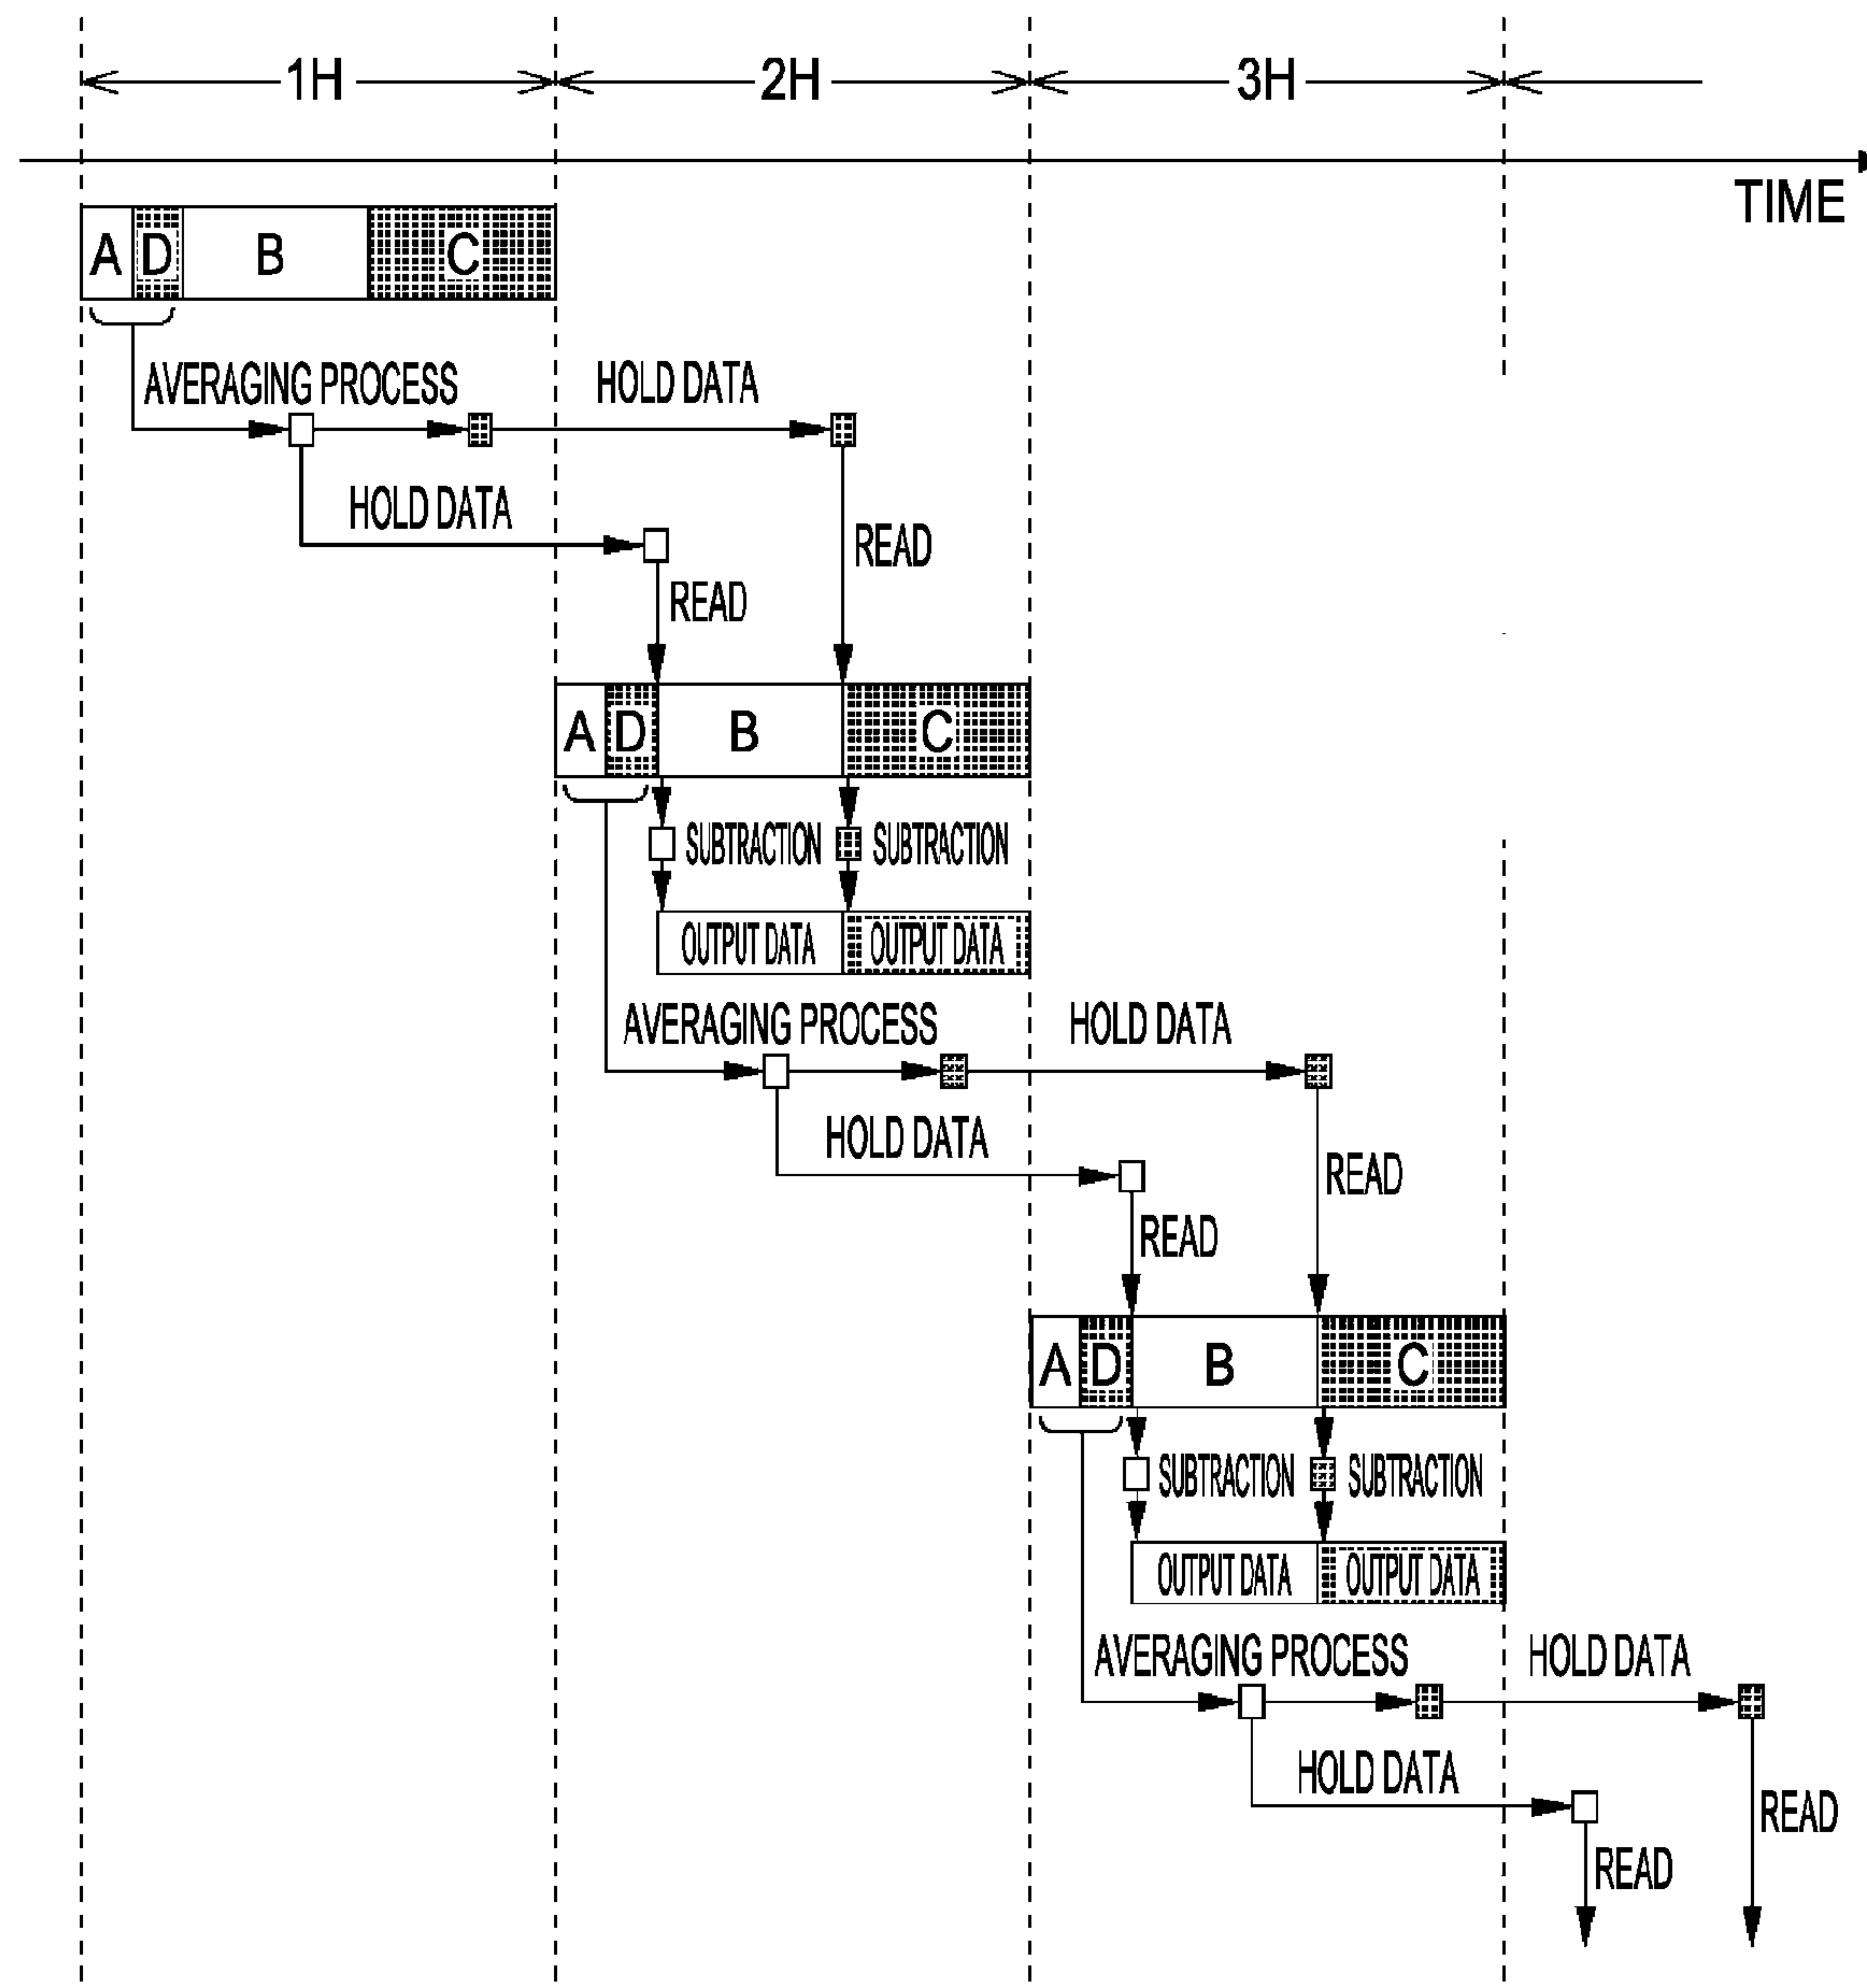 1H 2H 3H
TIME
A D B C
AVERAGING PROCESS HOLD DATA
HOLD DATA
READ
READ
A D B C
SUBTRACTION SUBTRACTION
OUTPUT DATA OUTPUT DATA
AVERAGING PROCESS HOLD DATA
HOLD DATA
READ
READ
A D B C
SUBTRACTION SUBTRACTION
OUTPUT DATA OUTPUT DATA
AVERAGING PROCESS HOLD DATA
HOLD DATA
READ
READ